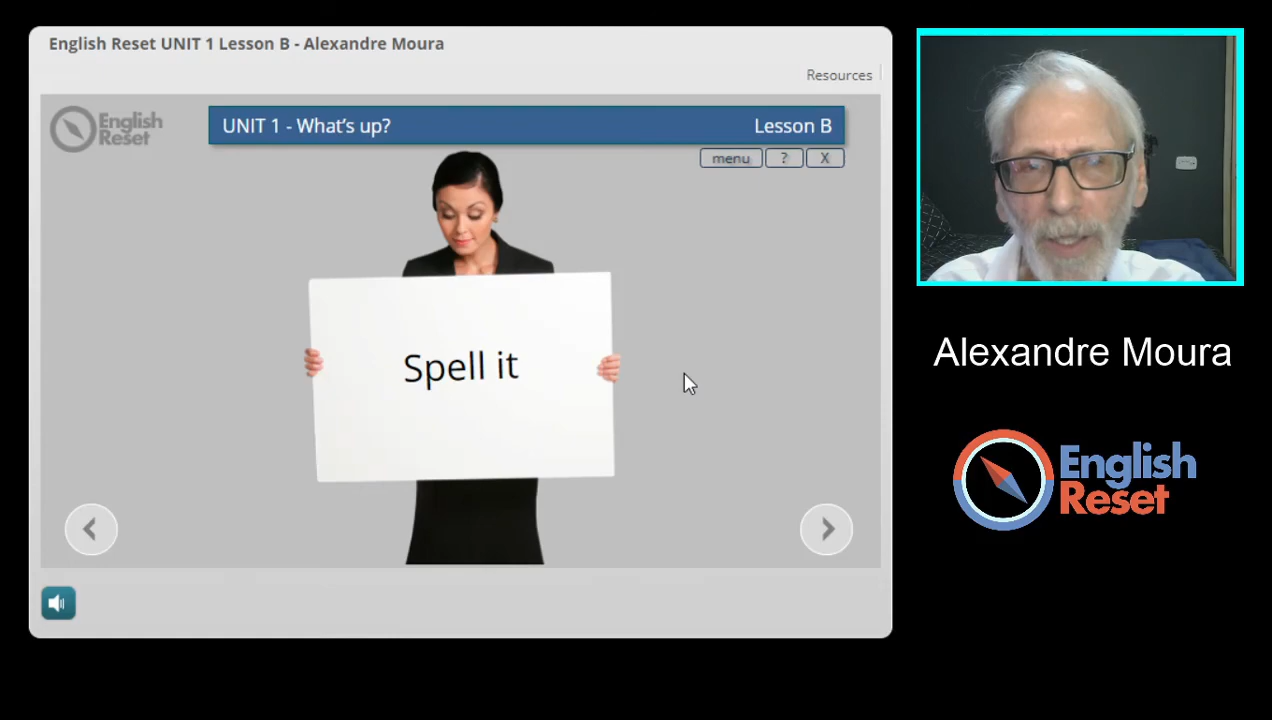 English Reset UNIT 1 Lesson B - Alexandre Moura
Resources
English
Reset
UNIT 1 - What's up?
Lesson B
menu
?
X
Spell it
Alexandre Moura
English
Reset